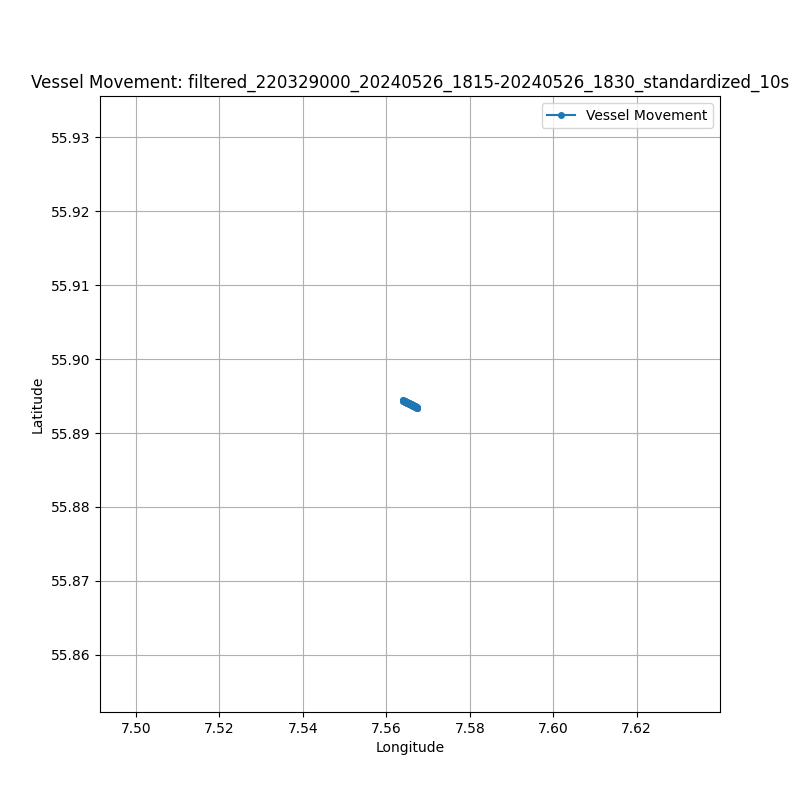 Vessel Movement: filtered_220329000_20240526_1815-20240526_1830_standardized_10s
Vessel Movement
55.93
55.92
55.91
55.90
55.89
55.88
55.87
55.86
Latitude
7.50 7.52 7.54 7.56 7.58 7.60 7.62
Longitude